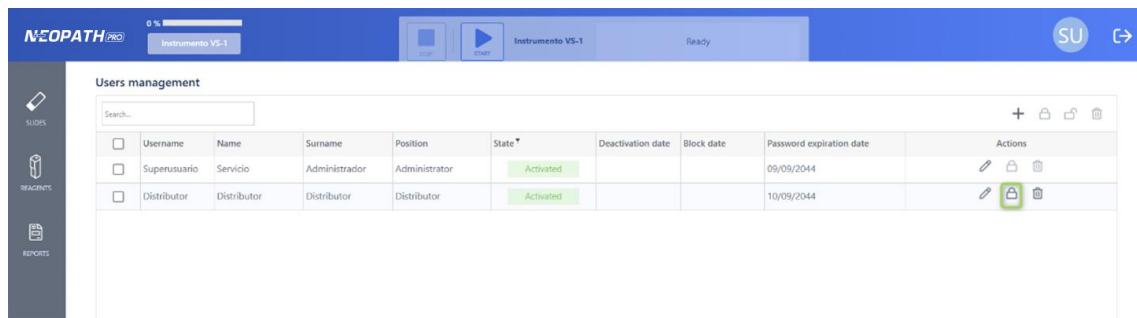 NEOPATH PRO
0 %
Instrumento VS-1
STOP
START
Instrumento VS-1
Ready
SU
SLIDES
REAGENTS
REPORTS
Users management
Search...
Username Name Surname Position State Deactivation date Block date Password expiration date Actions
Superusuario Servicio Administrador Administrator Activated 09/09/2044
Distributor Distributor Distributor Distributor Activated 10/09/2044